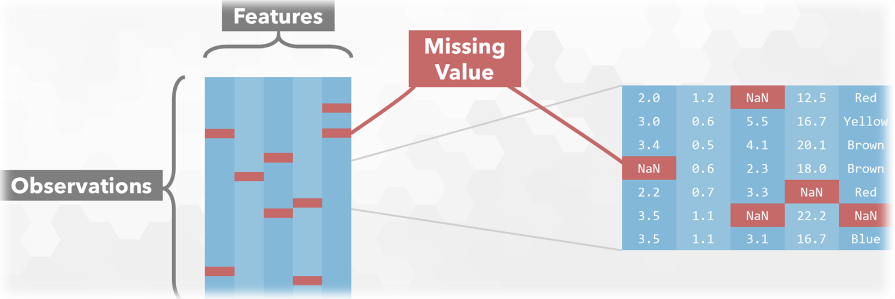 Features
Missing
Value
Observations
2.0 1.2 NaN 12.5 Red
3.0 0.6 5.5 16.7 Yellow
3.4 0.5 4.1 20.1 Brown
NaN 0.6 2.3 18.0 Brown
2.2 0.7 3.3 NaN Red
3.5 1.1 NaN 22.2 NaN
3.5 1.1 3.1 16.7 Blue